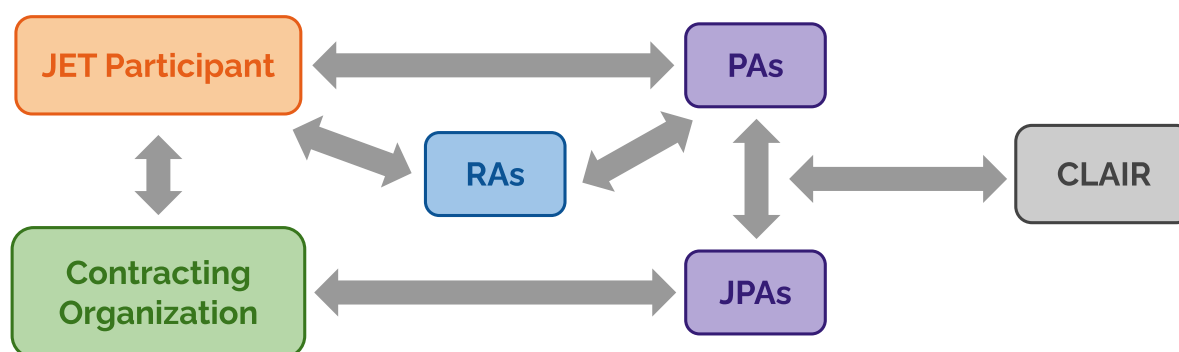 JET Participant
PAs
RAs
CLAIR
Contracting
Organization
JPAs